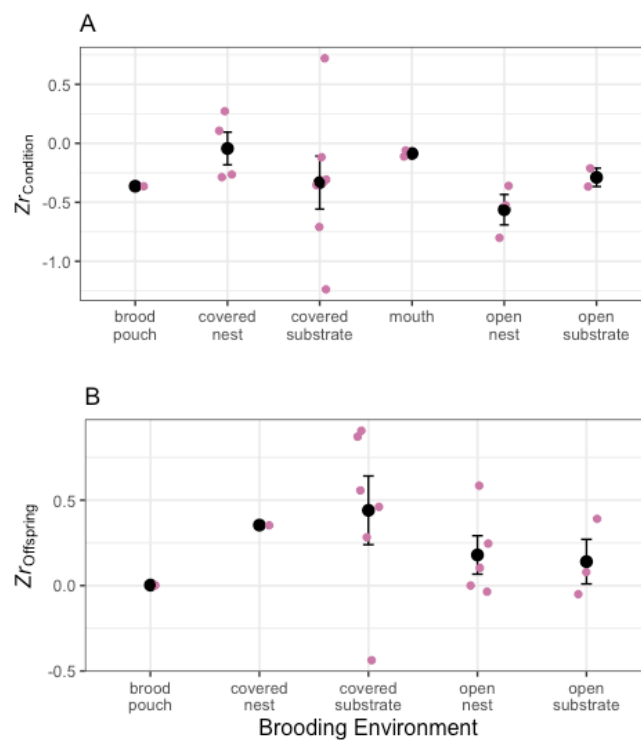 A
0.5
0.0
-0.5
-1.0
ZrCondition
brood pouch
covered nest
covered substrate
mouth
open nest
open substrate
B
0.5
0.0
-0.5
ZrOffspring
brood pouch
covered nest
covered substrate
open nest
open substrate
Brooding Environment